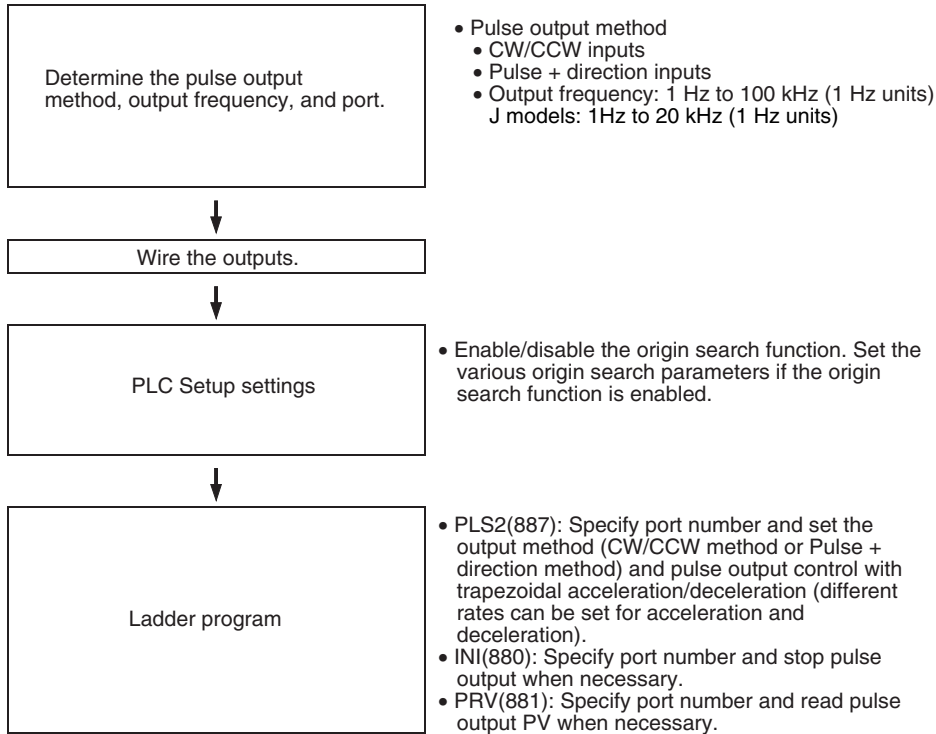 Determine the pulse output
method, output frequency, and port.
• Pulse output method
• CW/CCW inputs
• Pulse + direction inputs
• Output frequency: 1 Hz to 100 kHz (1 Hz units)
J models: 1Hz to 20 kHz (1 Hz units)
Wire the outputs.
PLC Setup settings
• Enable/disable the origin search function. Set the
various origin search parameters if the origin
search function is enabled.
Ladder program
• PLS2(887): Specify port number and set the
output method (CW/CCW method or Pulse +
direction method) and pulse output control with
trapezoidal acceleration/deceleration (different
rates can be set for acceleration and
deceleration).
• INI(880): Specify port number and stop pulse
output when necessary.
• PRV(881): Specify port number and read pulse
output PV when necessary.